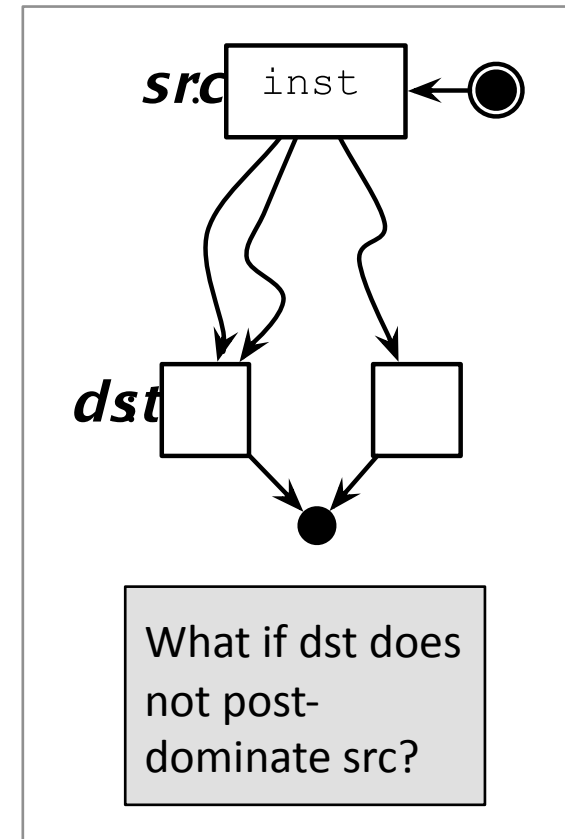 src: inst
dst:
What if dst does
not post-
dominate src?